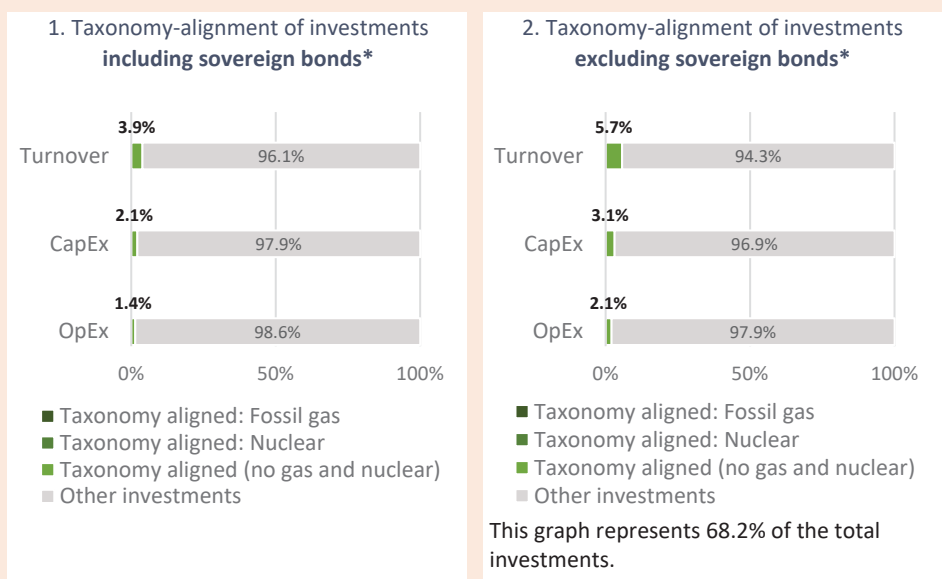 1. Taxonomy-alignment of investments
including sovereign bonds*
3.9%
Turnover
96.1%
2.1%
CapEx
97.9%
1.4%
OpEx
98.6%
0%
50%
100%
Taxonomy aligned: Fossil gas
Taxonomy aligned: Nuclear
Taxonomy aligned (no gas and nuclear)
Other investments
2. Taxonomy-alignment of investments
excluding sovereign bonds*
5.7%
Turnover
94.3%
3.1%
CapEx
96.9%
2.1%
OpEx
97.9%
0%
50%
100%
Taxonomy aligned: Fossil gas
Taxonomy aligned: Nuclear
Taxonomy aligned (no gas and nuclear)
Other investments
This graph represents 68.2% of the total
investments.